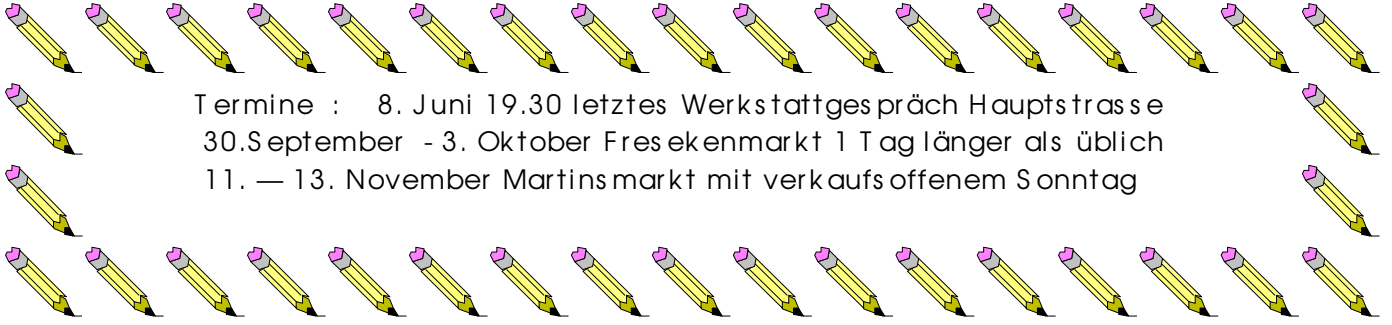 Termine : 8. Juni 19.30 letztes Werkstattgespräch Hauptstrasse
30.September - 3. Oktober Fresekenmarkt 1 Tag länger als üblich
11. — 13. November Martinsmarkt mit verkaufsoffenem Sonntag